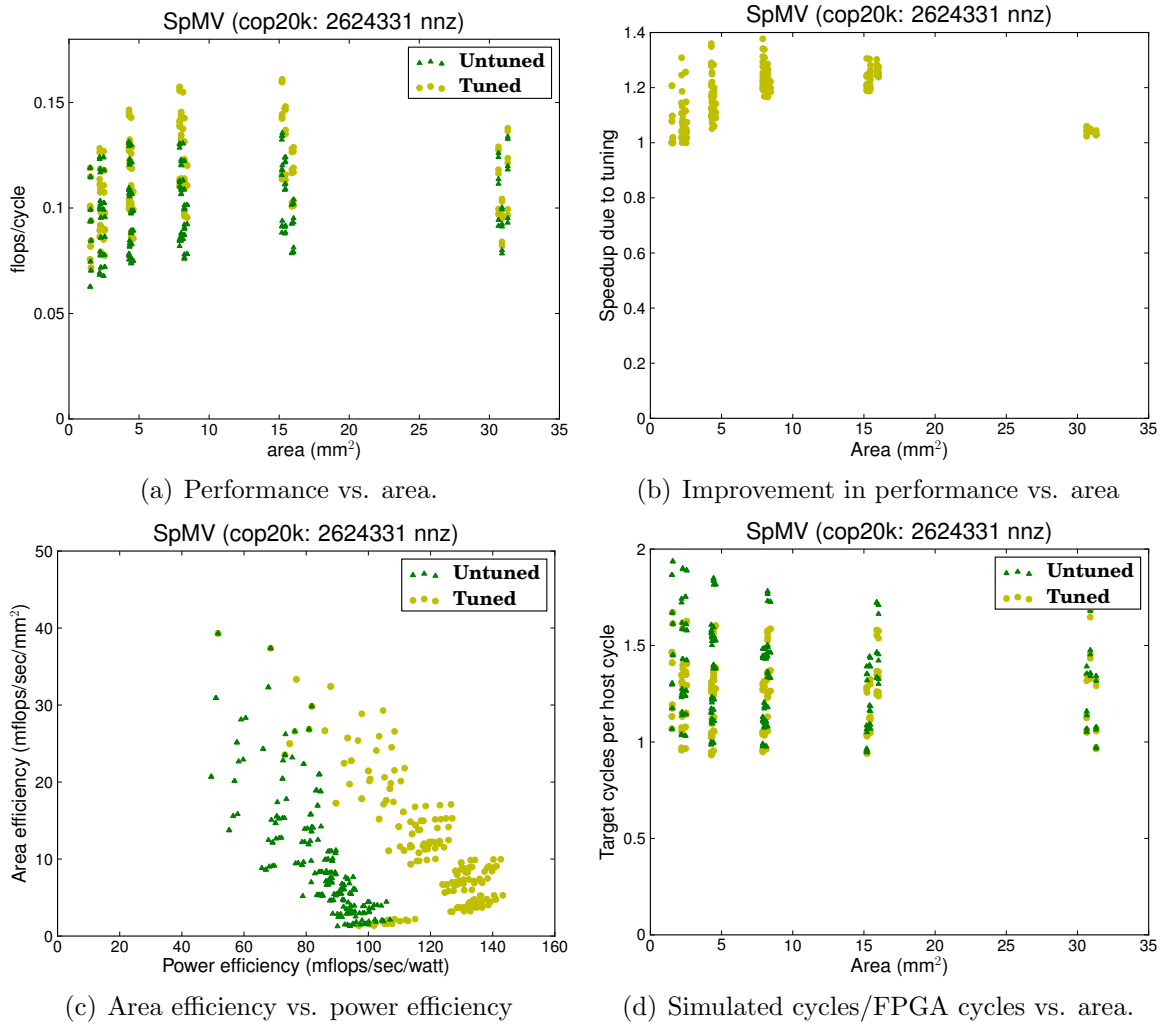 SpMV (cop20k: 2624331 nnz)
flops/cycle
0.15
0.1
0.05
0
0 5 10 15 20 25 30 35
area (mm²)
Untuned
Tuned
(a) Performance vs. area.
SpMV (cop20k: 2624331 nnz)
Speedup due to tuning
1.4
1.2
1
0.8
0.6
0.4
0.2
0
0 5 10 15 20 25 30 35
Area (mm²)
(b) Improvement in performance vs. area
SpMV (cop20k: 2624331 nnz)
Area efficiency (mflops/sec/mm²)
50
40
30
20
10
0
0 20 40 60 80 100 120 140 160
Power efficiency (mflops/sec/watt)
Untuned
Tuned
(c) Area efficiency vs. power efficiency
SpMV (cop20k: 2624331 nnz)
Target cycles per host cycle
2
1.5
1
0.5
0
0 5 10 15 20 25 30 35
Area (mm²)
Untuned
Tuned
(d) Simulated cycles/FPGA cycles vs. area.